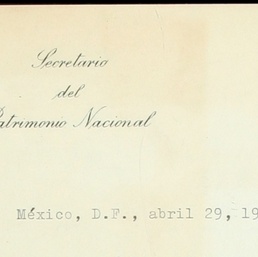 Secretario
del
Patrimonio Nacional
México, D.F., abril 29, 19